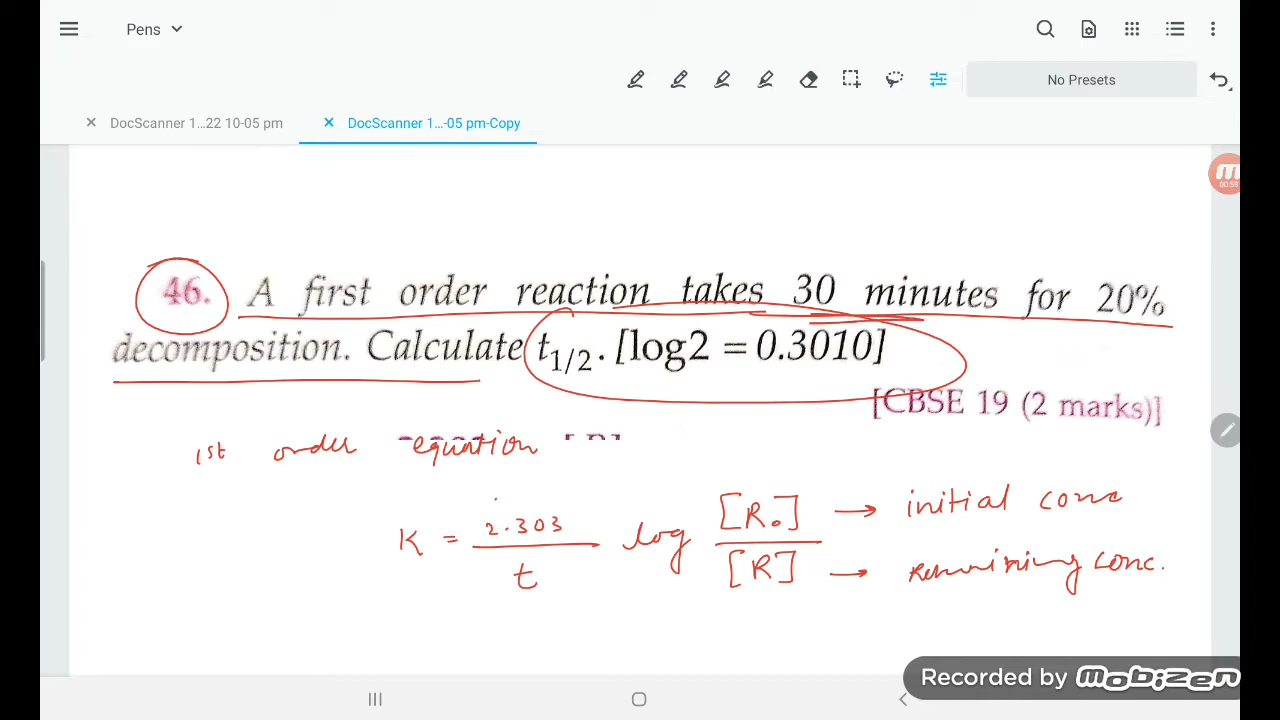 Pens
No Presets
DocScanner 1...22 10-05 pm
DocScanner 1...-05 pm-Copy
00:59
46. A first order reaction takes 30 minutes for 20%
decomposition. Calculate t1/2. [log2 = 0.3010]
[CBSE 19 (2 marks)]
1st order equation
K = 2.303 / t log [R₀] / [R]
→ initial conc
→ remaining conc.
Recorded by MOBIZEN